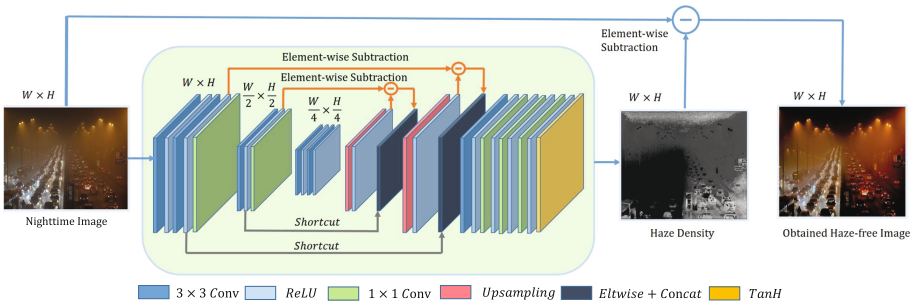 Element-wise
Subtraction
Element-wise Subtraction
W × H
Element-wise Subtraction
W/2 × H/2
W/4 × H/4
W × H
W × H
W × H
Shortcut
Shortcut
Nighttime Image
Haze Density
Obtained Haze-free Image
3 × 3 Conv
ReLU
1 × 1 Conv
Upsampling
Eltwise + Concat
TanH